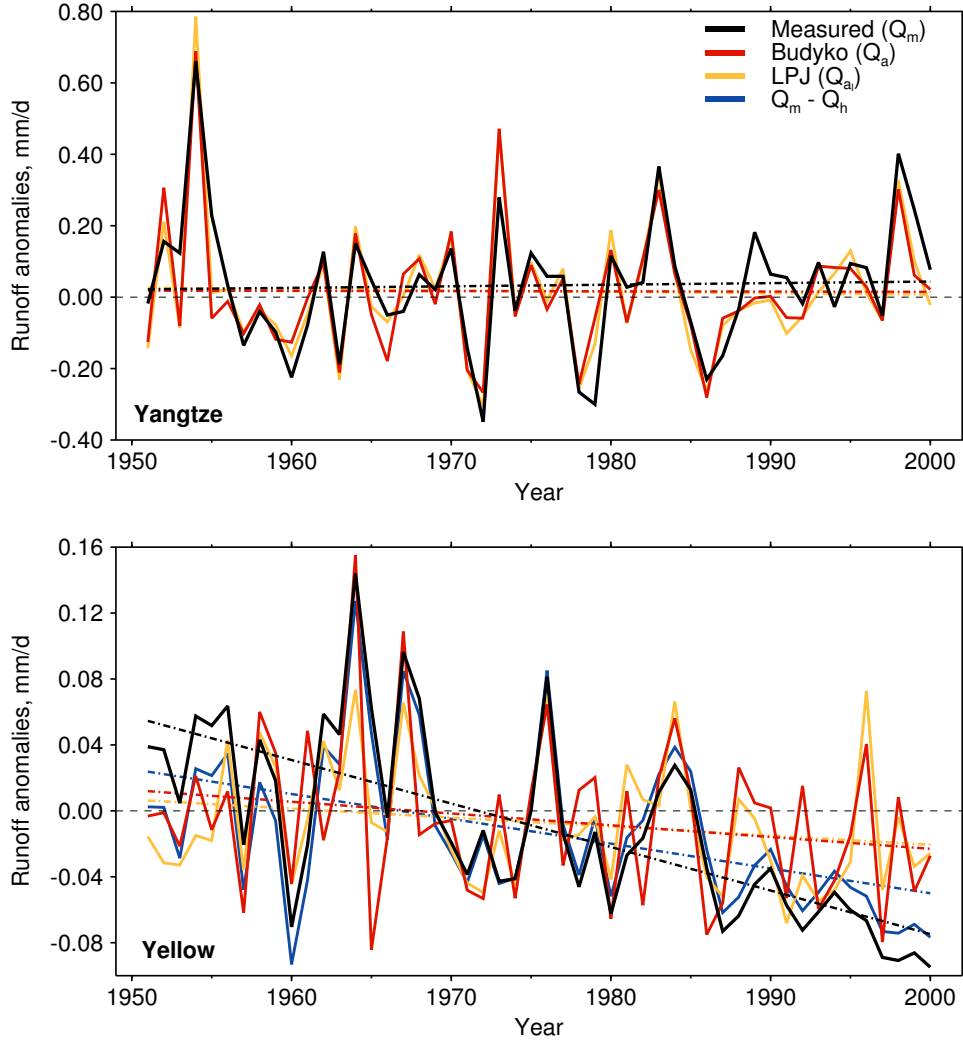 0.80
0.60
0.40
0.20
0.00
-0.20
-0.40
Runoff anomalies, mm/d
Measured (Qm)
Budyko (Qa)
LPJ (Qal)
Qm - Qh
Yangtze
1950 1960 1970 1980 1990 2000
Year
0.16
0.12
0.08
0.04
0.00
-0.04
-0.08
Runoff anomalies, mm/d
Yellow
1950 1960 1970 1980 1990 2000
Year